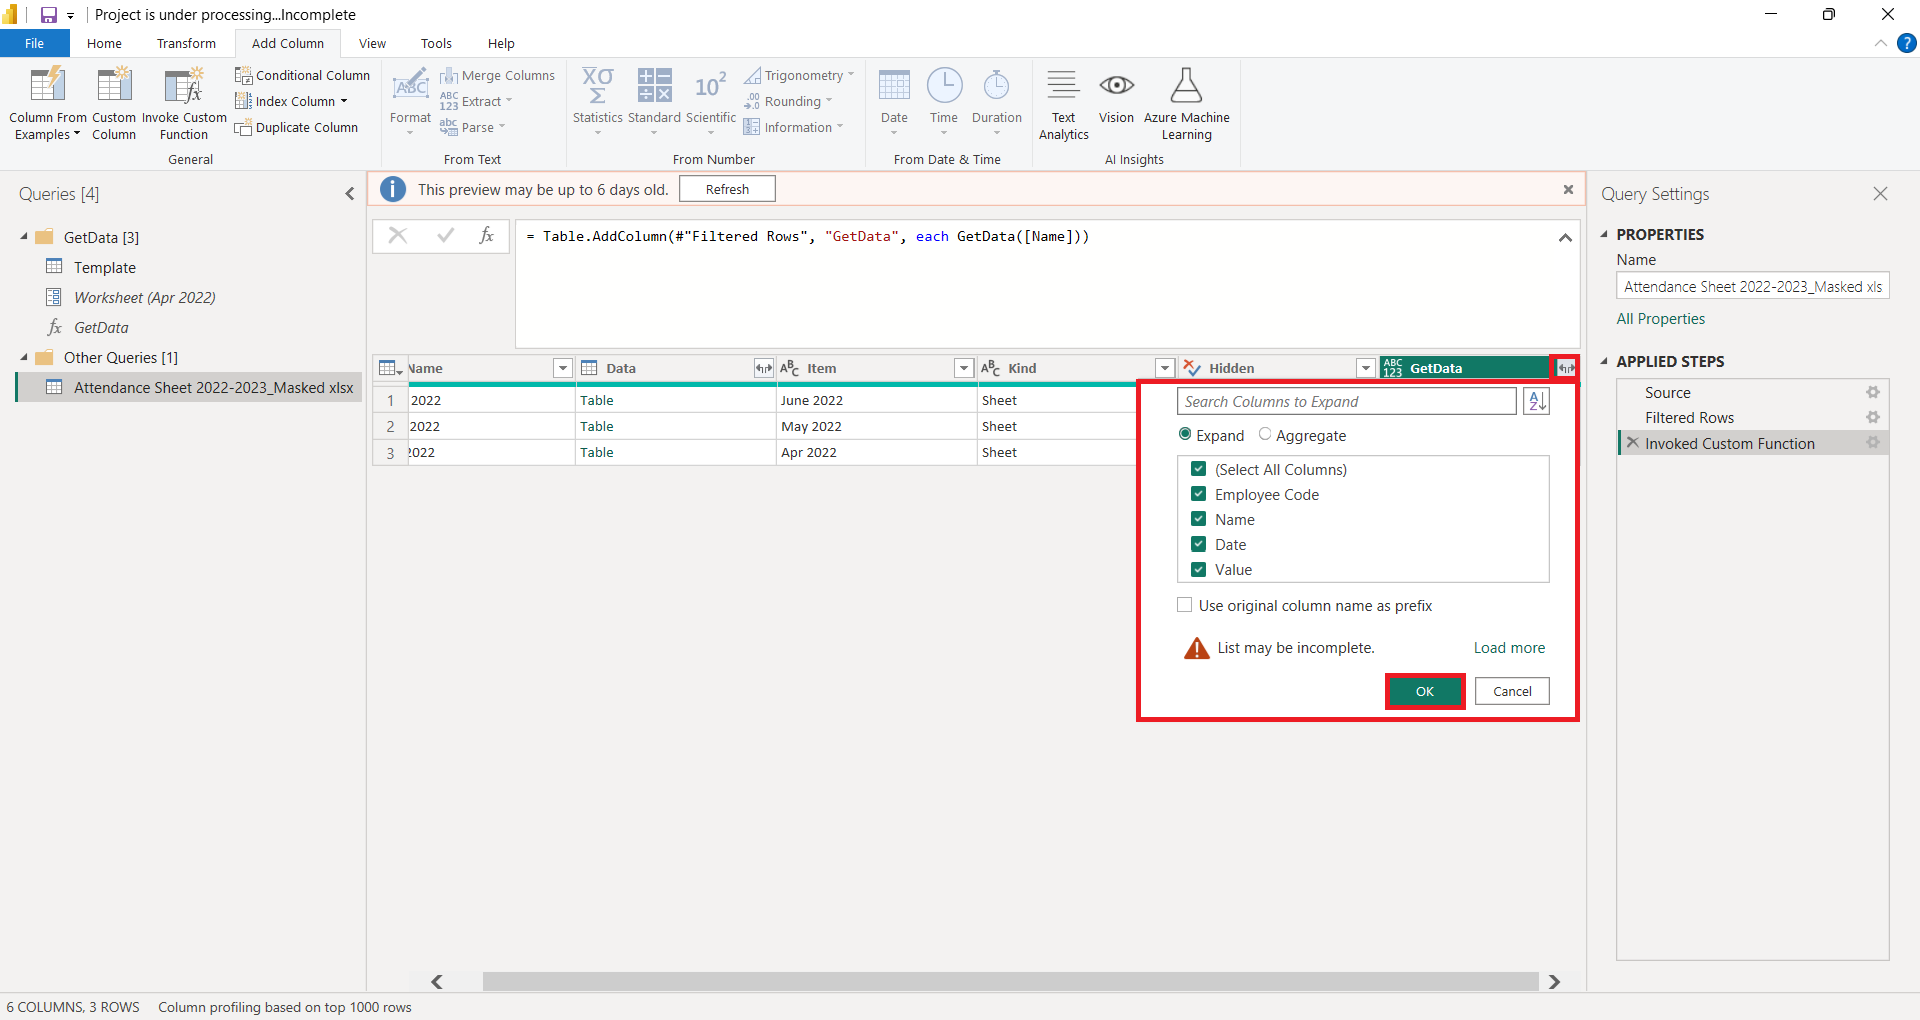 Project is under processing...Incomplete
File Home Transform Add Column View Tools Help
Column From Examples
Custom Column
Invoke Custom Function
Conditional Column
Index Column
Duplicate Column
General
Format
Merge Columns
Extract
Parse
From Text
Statistics
Standard
Scientific
Trigonometry
Rounding
Information
From Number
Date
Time
Duration
From Date & Time
Text Analytics
Vision
Azure Machine Learning
AI Insights
Queries [4]
GetData [3]
Template
Worksheet (Apr 2022)
GetData
Other Queries [1]
Attendance Sheet 2022-2023_Masked xlsx
This preview may be up to 6 days old. Refresh
= Table.AddColumn(#"Filtered Rows", "GetData", each GetData([Name]))
Name Data Item Kind Hidden GetData
1 2022 Table June 2022 Sheet
2 2022 Table May 2022 Sheet
3 2022 Table Apr 2022 Sheet
Search Columns to Expand
Expand Aggregate
(Select All Columns)
Employee Code
Name
Date
Value
Use original column name as prefix
List may be incomplete. Load more
OK Cancel
Query Settings
PROPERTIES
Name
Attendance Sheet 2022-2023_Masked xls
All Properties
APPLIED STEPS
Source
Filtered Rows
Invoked Custom Function
6 COLUMNS, 3 ROWS Column profiling based on top 1000 rows